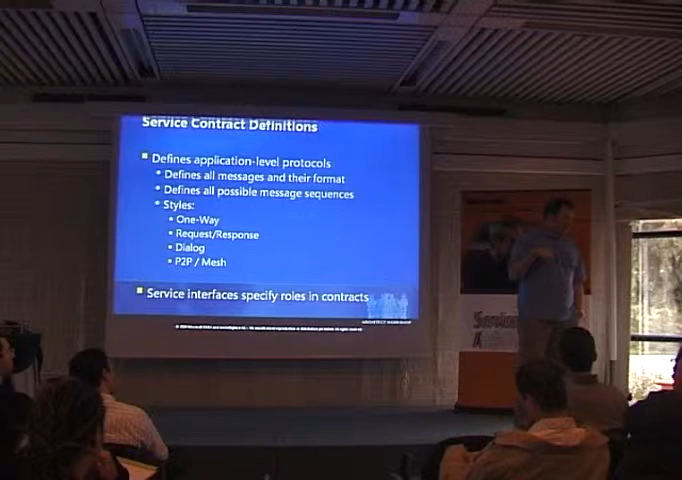 Service Contract Definitions
Defines application-level protocols
Defines all messages and their format
Defines all possible message sequences
Styles:
One-Way
Request/Response
Dialog
P2P / Mesh
Service interfaces specify roles in contracts